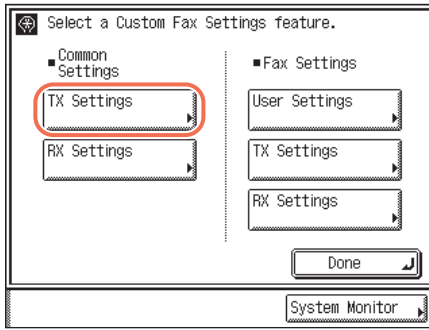 Select a Custom Fax Settings feature.
■Common
Settings
TX Settings
RX Settings
■Fax Settings
User Settings
TX Settings
RX Settings
Done
System Monitor